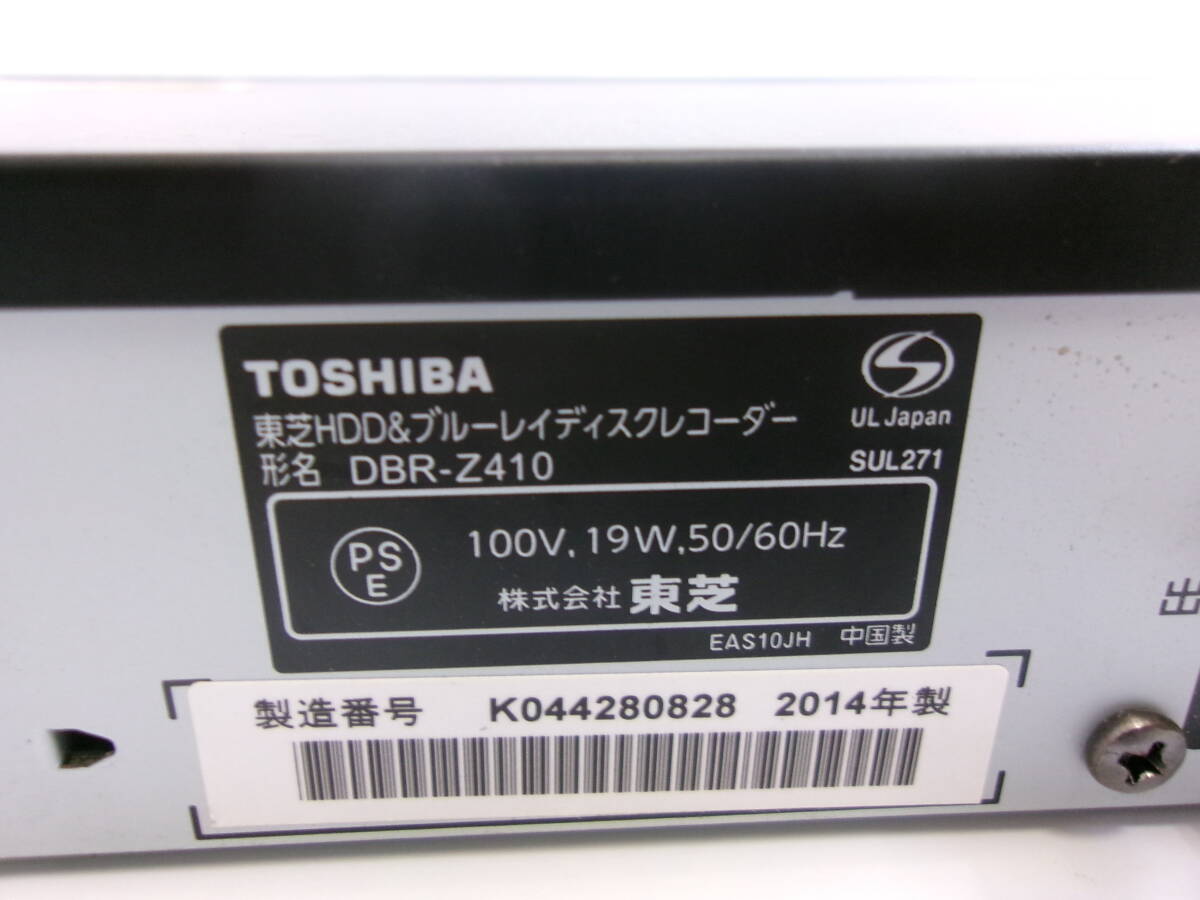 TOSHIBA
東芝HDD&ブルーレイディスクレコーダー
形名 DBR-Z410
UL Japan
SUL271
PS
E
100V, 19W, 50/60Hz
株式会社 東芝
EAS10JH 中国製
製造番号 K044280828 2014年製
出